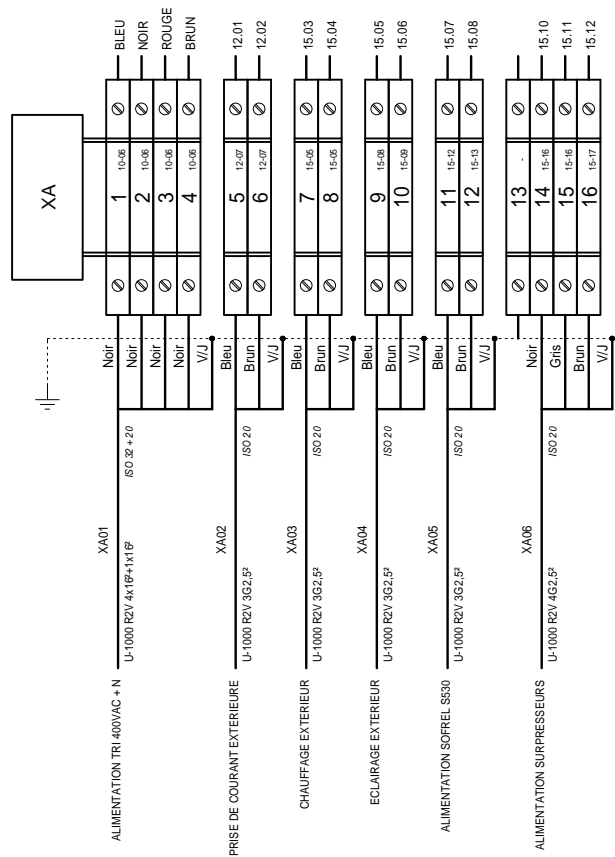 XA
BLEU
NOIR
ROUGE
BRUN
12.01
12.02
15.03
15.04
15.05
15.06
15.07
15.08
15.10
15.11
15.12
1 10-06
2 10-06
3 10-06
4 10-06
5 12-07
6 12-07
7 15-05
8 15-05
9 15-08
10 15-09
11 15-12
12 15-13
13 -
14 15-16
15 15-16
16 15-17
Noir
Noir
Noir
Noir
V/J
Bleu
Brun
V/J
Bleu
Brun
V/J
Bleu
Brun
V/J
Bleu
Brun
V/J
Noir
Gris
Brun
V/J
ISO 32 + 20
ISO 20
ISO 20
ISO 20
ISO 20
ISO 20
XA01
XA02
XA03
XA04
XA05
XA06
U-1000 R2V 4x16²+1x16²
U-1000 R2V 3G2,5²
U-1000 R2V 3G2,5²
U-1000 R2V 3G2,5²
U-1000 R2V 3G2,5²
U-1000 R2V 4G2,5²
ALIMENTATION TRI 400VAC + N
PRISE DE COURANT EXTERIEURE
CHAUFFAGE EXTERIEUR
ECLAIRAGE EXTERIEUR
ALIMENTATION SOFREL S530
ALIMENTATION SURPRESSEURS